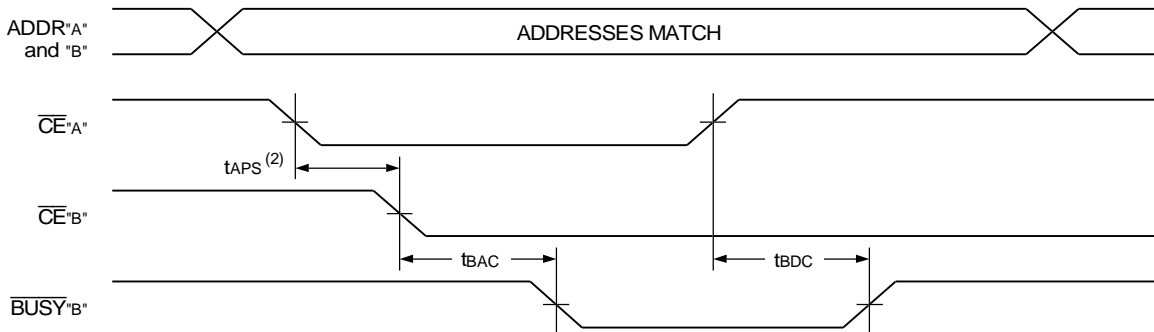 ADDR"A"
and "B"
ADDRESSES MATCH
CE"A"
tAPS (2)
CE"B"
tBAC
tBDC
BUSY"B"